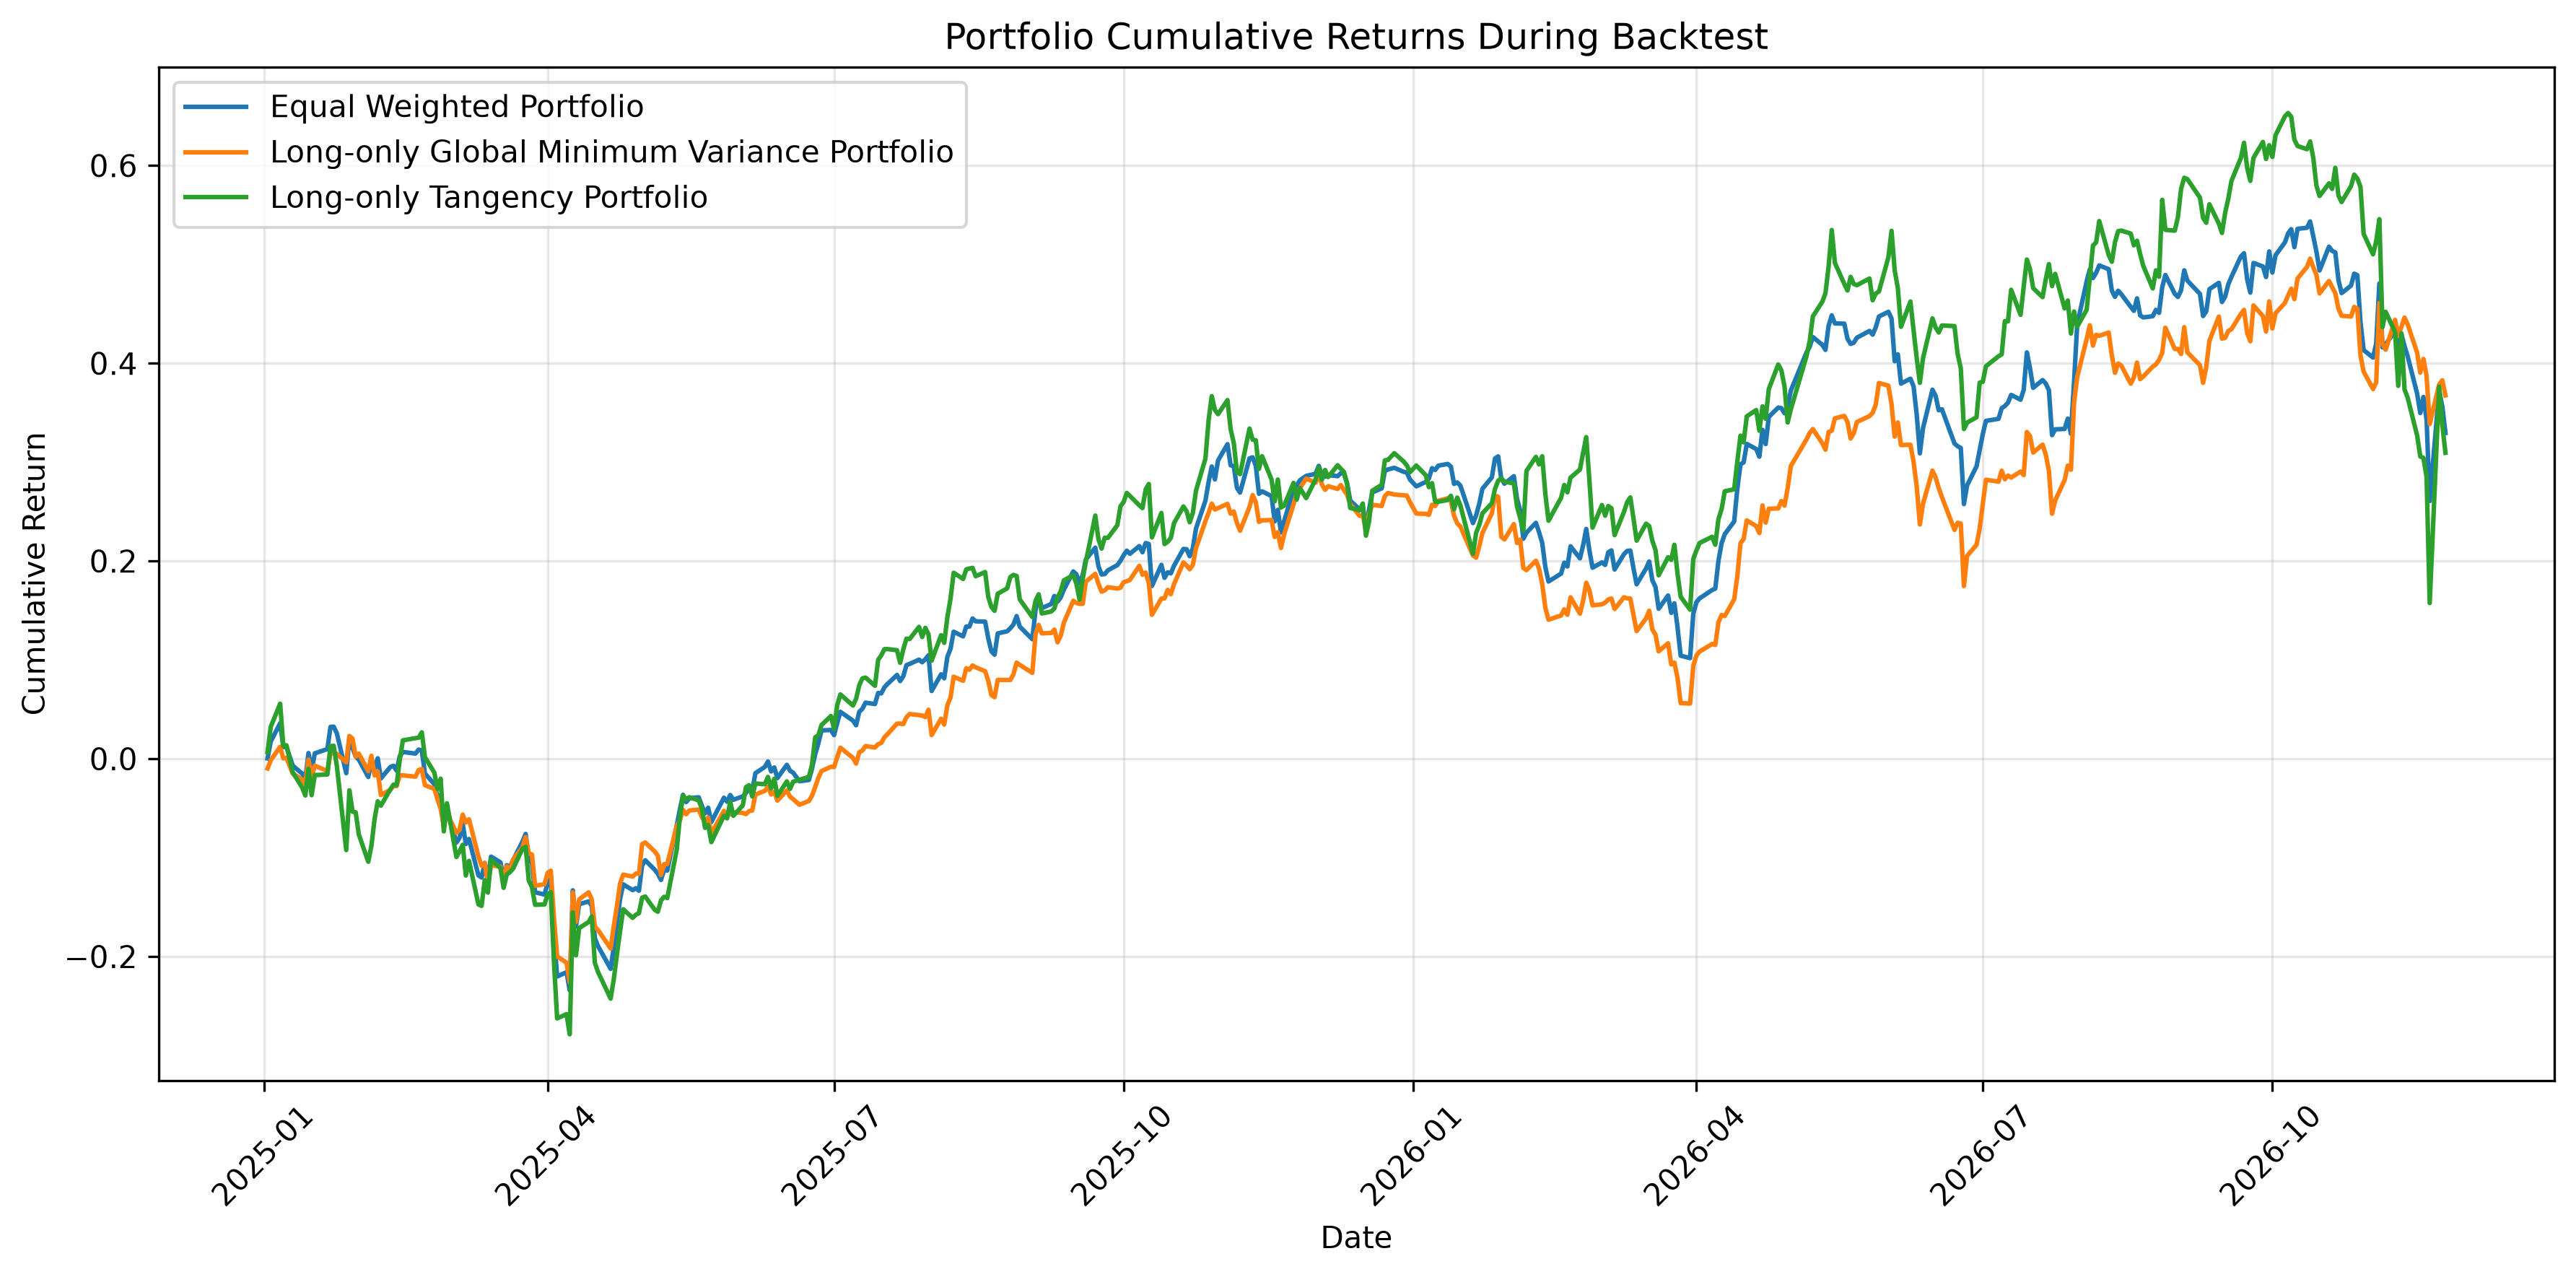 Portfolio Cumulative Returns During Backtest
Equal Weighted Portfolio
Long-only Global Minimum Variance Portfolio
Long-only Tangency Portfolio
Cumulative Return
0.6
0.4
0.2
0.0
−0.2
2025-01
2025-04
2025-07
2025-10
2026-01
2026-04
2026-07
2026-10
Date